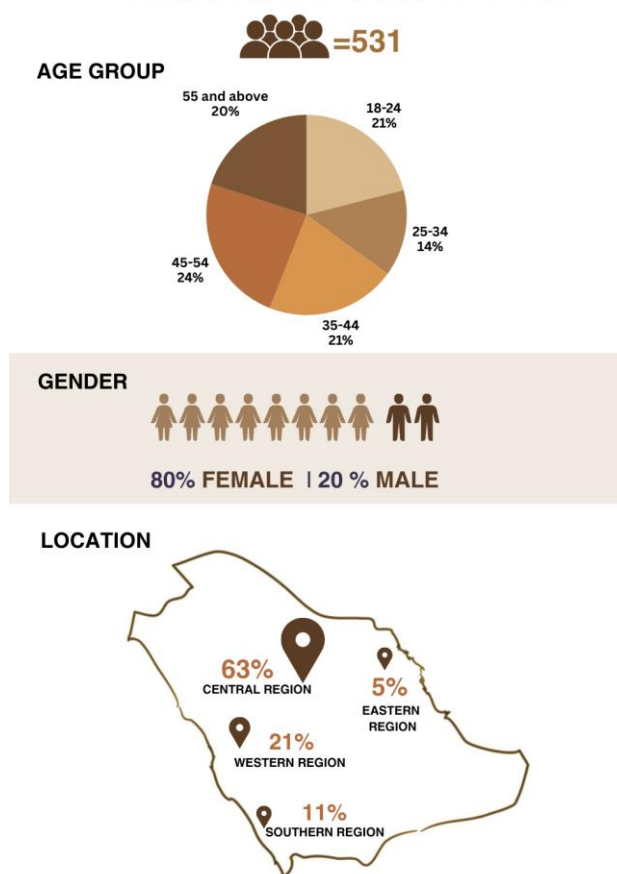 =531
AGE GROUP
55 and above
20%
18-24
21%
25-34
14%
45-54
24%
35-44
21%
GENDER
80% FEMALE | 20 % MALE
LOCATION
63%
CENTRAL REGION
5%
EASTERN
REGION
21%
WESTERN REGION
11%
SOUTHERN REGION